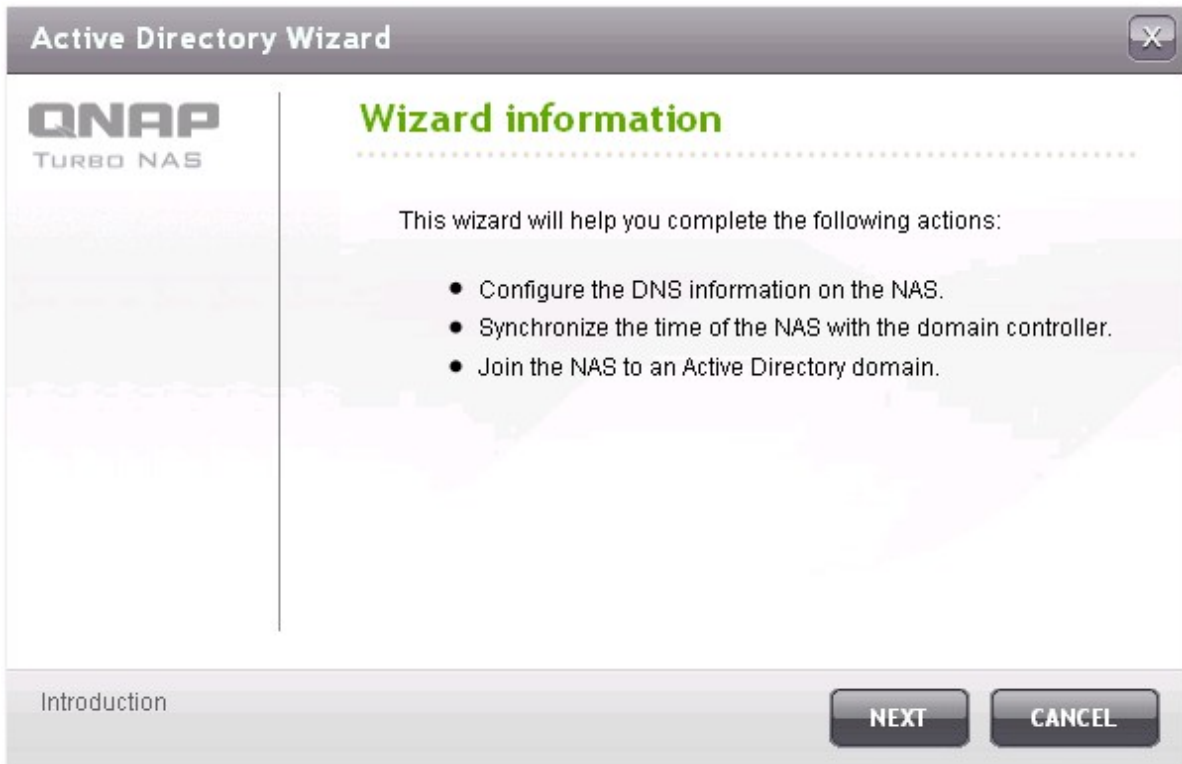 Active Directory Wizard
X
QNAP
TURBO NAS
Wizard information
This wizard will help you complete the following actions:
● Configure the DNS information on the NAS.
● Synchronize the time of the NAS with the domain controller.
● Join the NAS to an Active Directory domain.
Introduction
NEXT
CANCEL